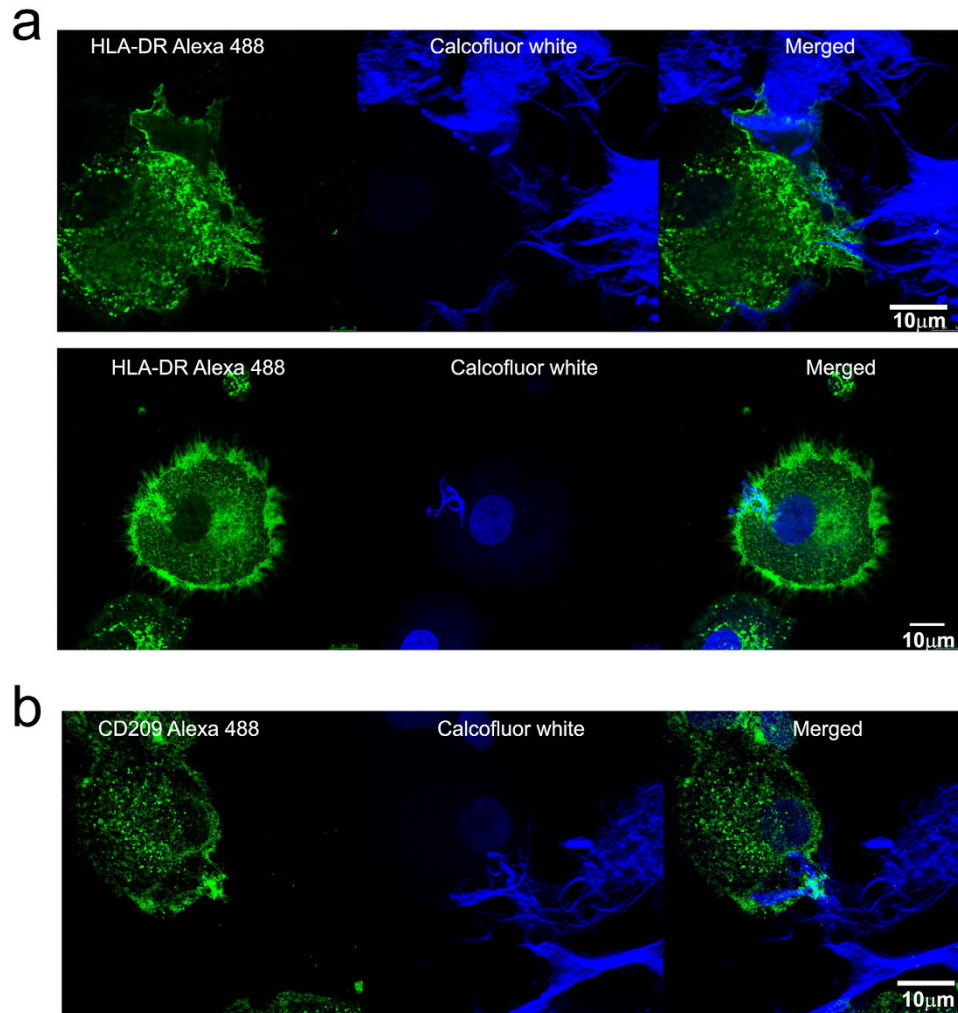 a
HLA-DR Alexa 488 Calcofluor white Merged
10μm
HLA-DR Alexa 488 Calcofluor white Merged
10μm
b
CD209 Alexa 488 Calcofluor white Merged
10μm